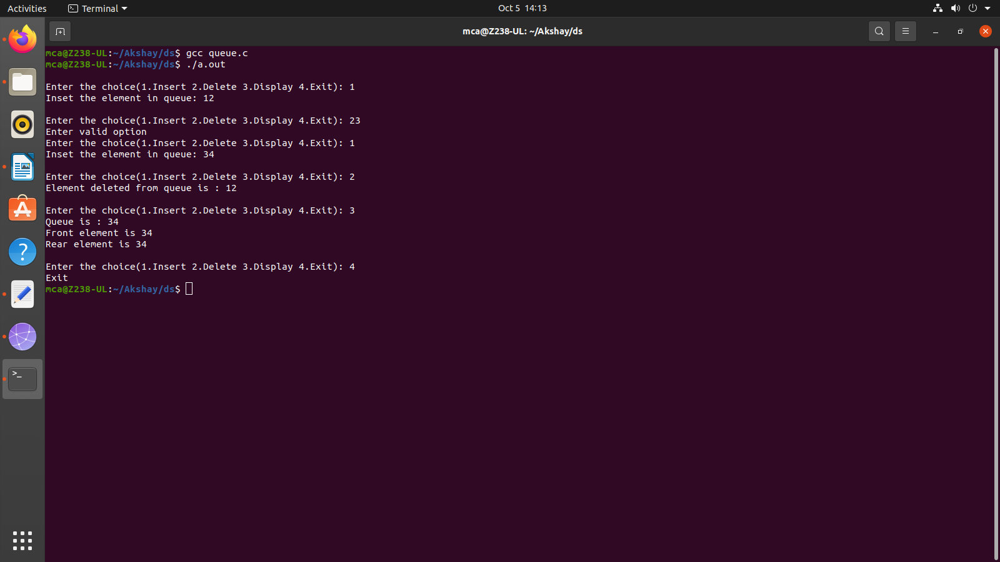 Activities
Terminal
Oct 5 14:13
mca@Z238-UL: ~/Akshay/ds
mca@Z238-UL:~/Akshay/ds$ gcc queue.c
mca@Z238-UL:~/Akshay/ds$ ./a.out
Enter the choice(1.Insert 2.Delete 3.Display 4.Exit): 1
Inset the element in queue: 12
Enter the choice(1.Insert 2.Delete 3.Display 4.Exit): 23
Enter valid option
Enter the choice(1.Insert 2.Delete 3.Display 4.Exit): 1
Inset the element in queue: 34
Enter the choice(1.Insert 2.Delete 3.Display 4.Exit): 2
Element deleted from queue is : 12
Enter the choice(1.Insert 2.Delete 3.Display 4.Exit): 3
Queue is : 34
Front element is 34
Rear element is 34
Enter the choice(1.Insert 2.Delete 3.Display 4.Exit): 4
Exit
mca@Z238-UL:~/Akshay/ds$